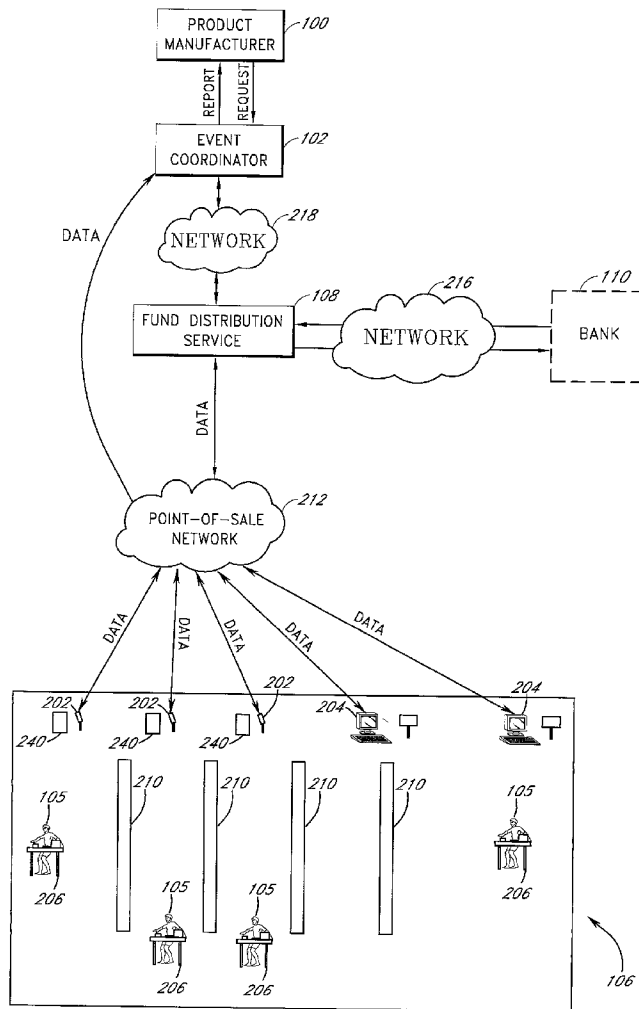 PRODUCT
MANUFACTURER
100
REPORT
REQUEST
EVENT
COORDINATOR
102
DATA
NETWORK
218
FUND DISTRIBUTION
SERVICE
108
NETWORK
216
BANK
110
DATA
POINT-OF-SALE
NETWORK
212
DATA
DATA
DATA
DATA
DATA
202
202
202
204
204
240
240
240
210
210
210
210
105
206
105
206
105
206
105
206
106